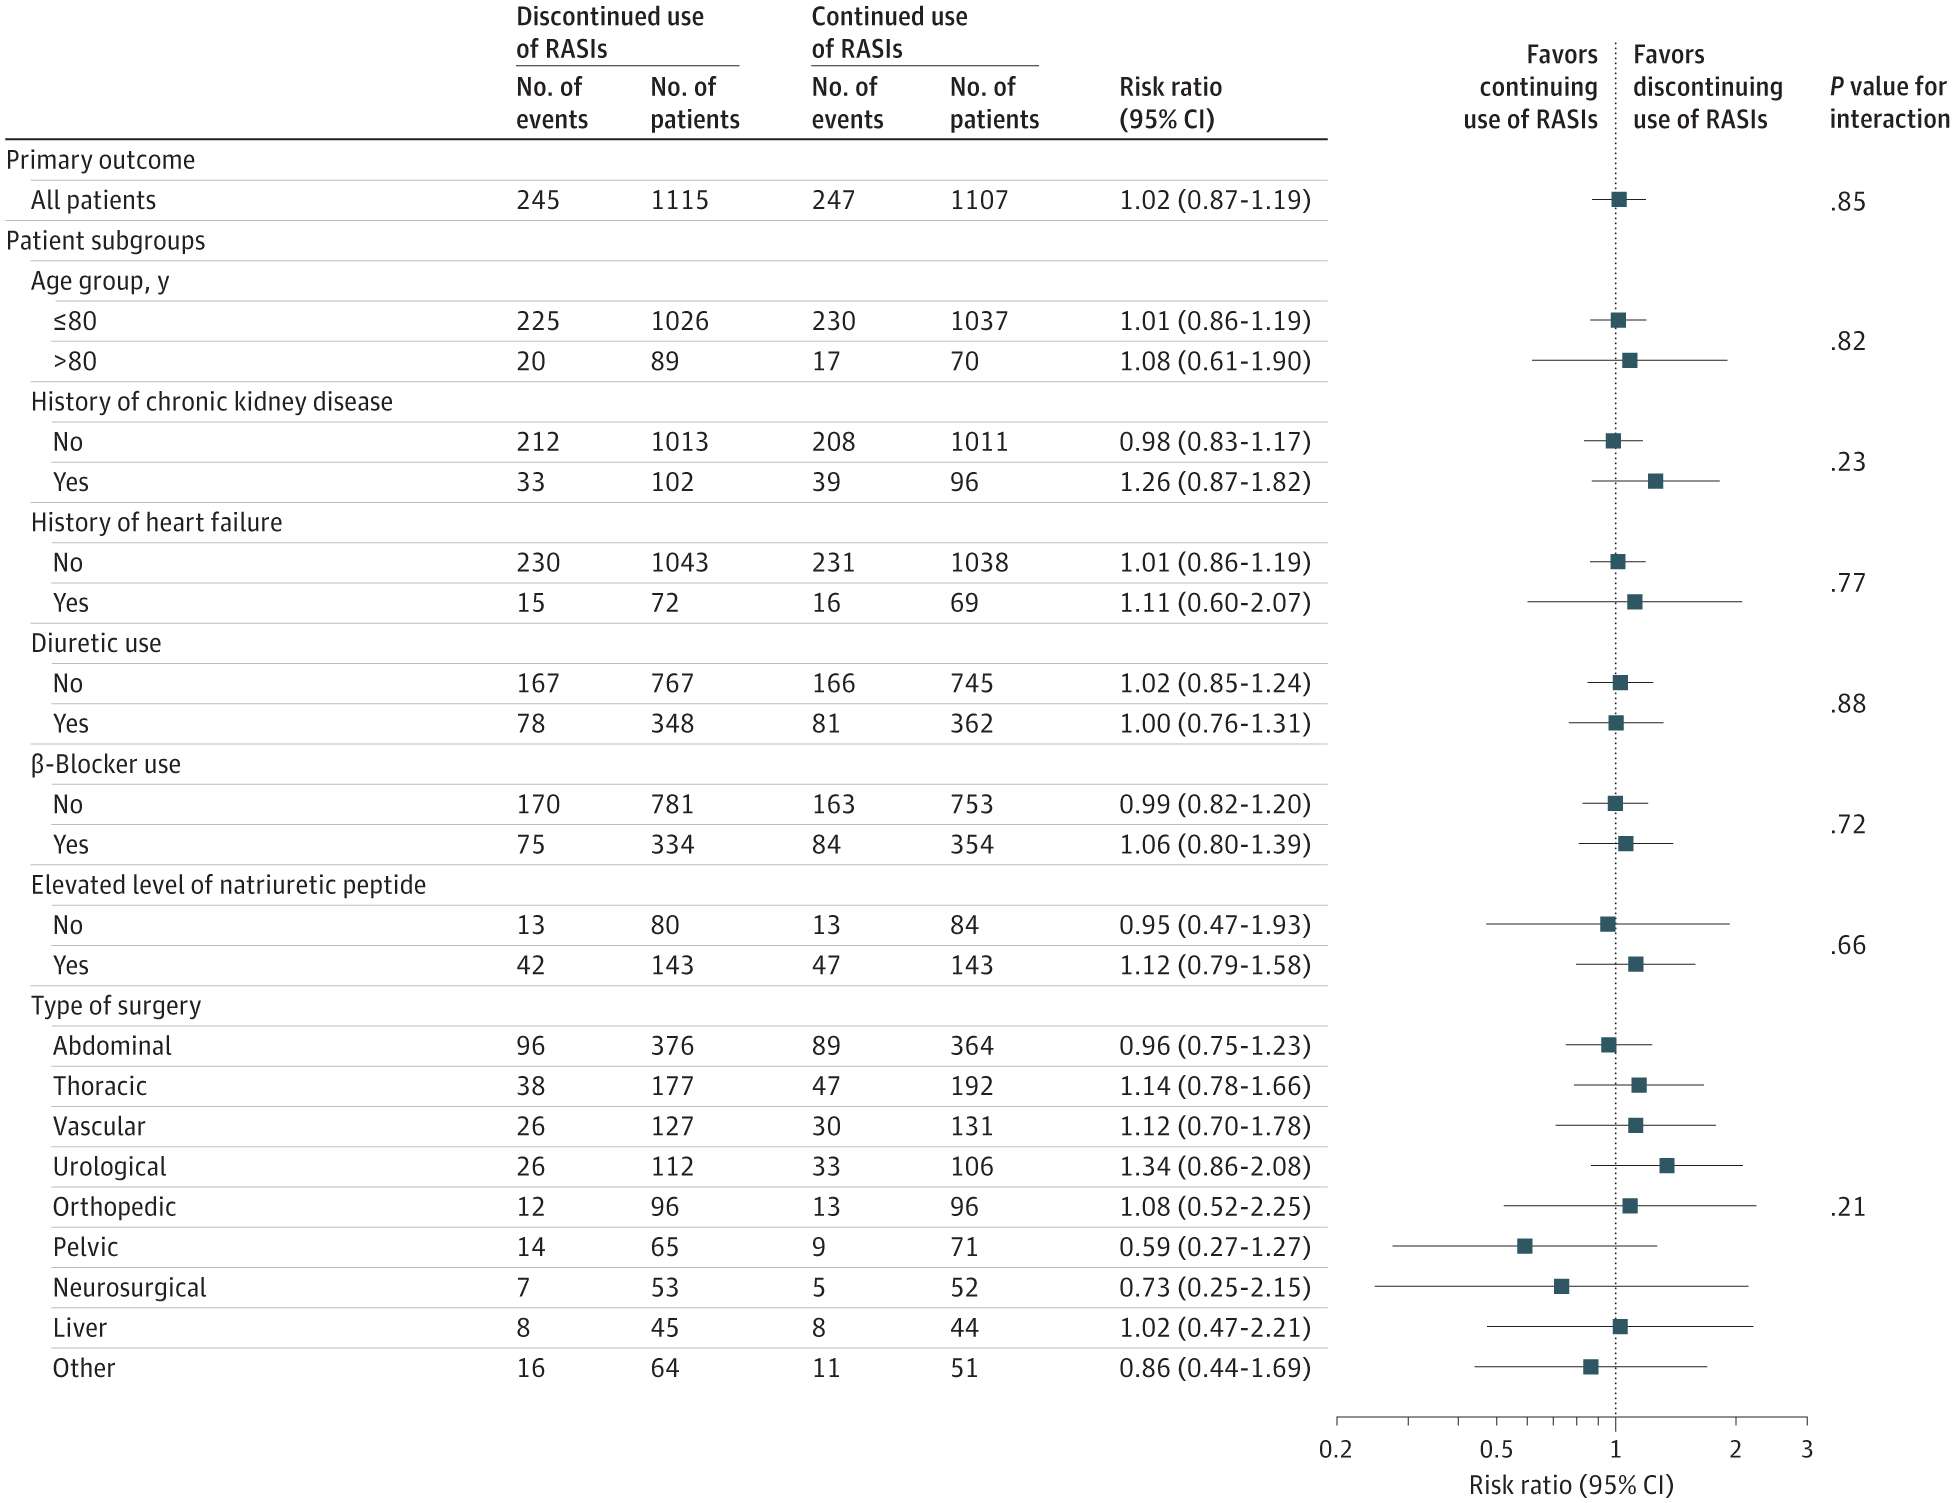 Discontinued use of RASIs
Continued use of RASIs
No. of events
No. of patients
No. of events
No. of patients
Risk ratio (95% CI)
Favors continuing use of RASIs
Favors discontinuing use of RASIs
P value for interaction
Primary outcome
All patients 245 1115 247 1107 1.02 (0.87-1.19) .85
Patient subgroups
Age group, y
≤80 225 1026 230 1037 1.01 (0.86-1.19)
.82
>80 20 89 17 70 1.08 (0.61-1.90)
History of chronic kidney disease
No 212 1013 208 1011 0.98 (0.83-1.17)
.23
Yes 33 102 39 96 1.26 (0.87-1.82)
History of heart failure
No 230 1043 231 1038 1.01 (0.86-1.19)
.77
Yes 15 72 16 69 1.11 (0.60-2.07)
Diuretic use
No 167 767 166 745 1.02 (0.85-1.24)
.88
Yes 78 348 81 362 1.00 (0.76-1.31)
β-Blocker use
No 170 781 163 753 0.99 (0.82-1.20)
.72
Yes 75 334 84 354 1.06 (0.80-1.39)
Elevated level of natriuretic peptide
No 13 80 13 84 0.95 (0.47-1.93)
.66
Yes 42 143 47 143 1.12 (0.79-1.58)
Type of surgery
Abdominal 96 376 89 364 0.96 (0.75-1.23)
Thoracic 38 177 47 192 1.14 (0.78-1.66)
Vascular 26 127 30 131 1.12 (0.70-1.78)
Urological 26 112 33 106 1.34 (0.86-2.08)
Orthopedic 12 96 13 96 1.08 (0.52-2.25) .21
Pelvic 14 65 9 71 0.59 (0.27-1.27)
Neurosurgical 7 53 5 52 0.73 (0.25-2.15)
Liver 8 45 8 44 1.02 (0.47-2.21)
Other 16 64 11 51 0.86 (0.44-1.69)
0.2 0.5 1 2 3
Risk ratio (95% CI)